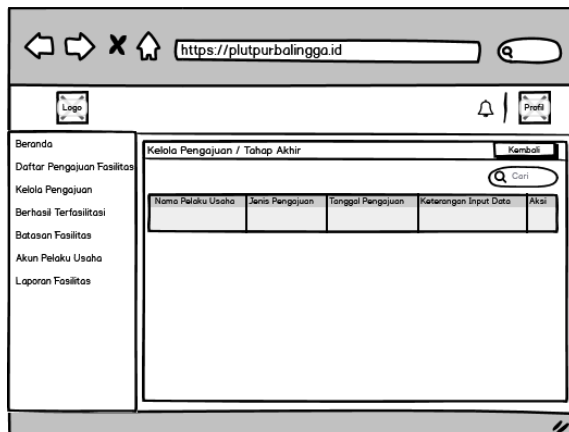 https://plutpurbalingga.id
Logo
Profil
Beranda
Daftar Pengajuan Fasilitas
Kelola Pengajuan
Berhasil Terfasilitasi
Batasan Fasilitas
Akun Pelaku Usaha
Laporan Fasilitas
Kelola Pengajuan / Tahap Akhir
Kembali
Cari
Nama Pelaku Usaha Jenis Pengajuan Tanggal Pengajuan Keterangan Input Data Aksi